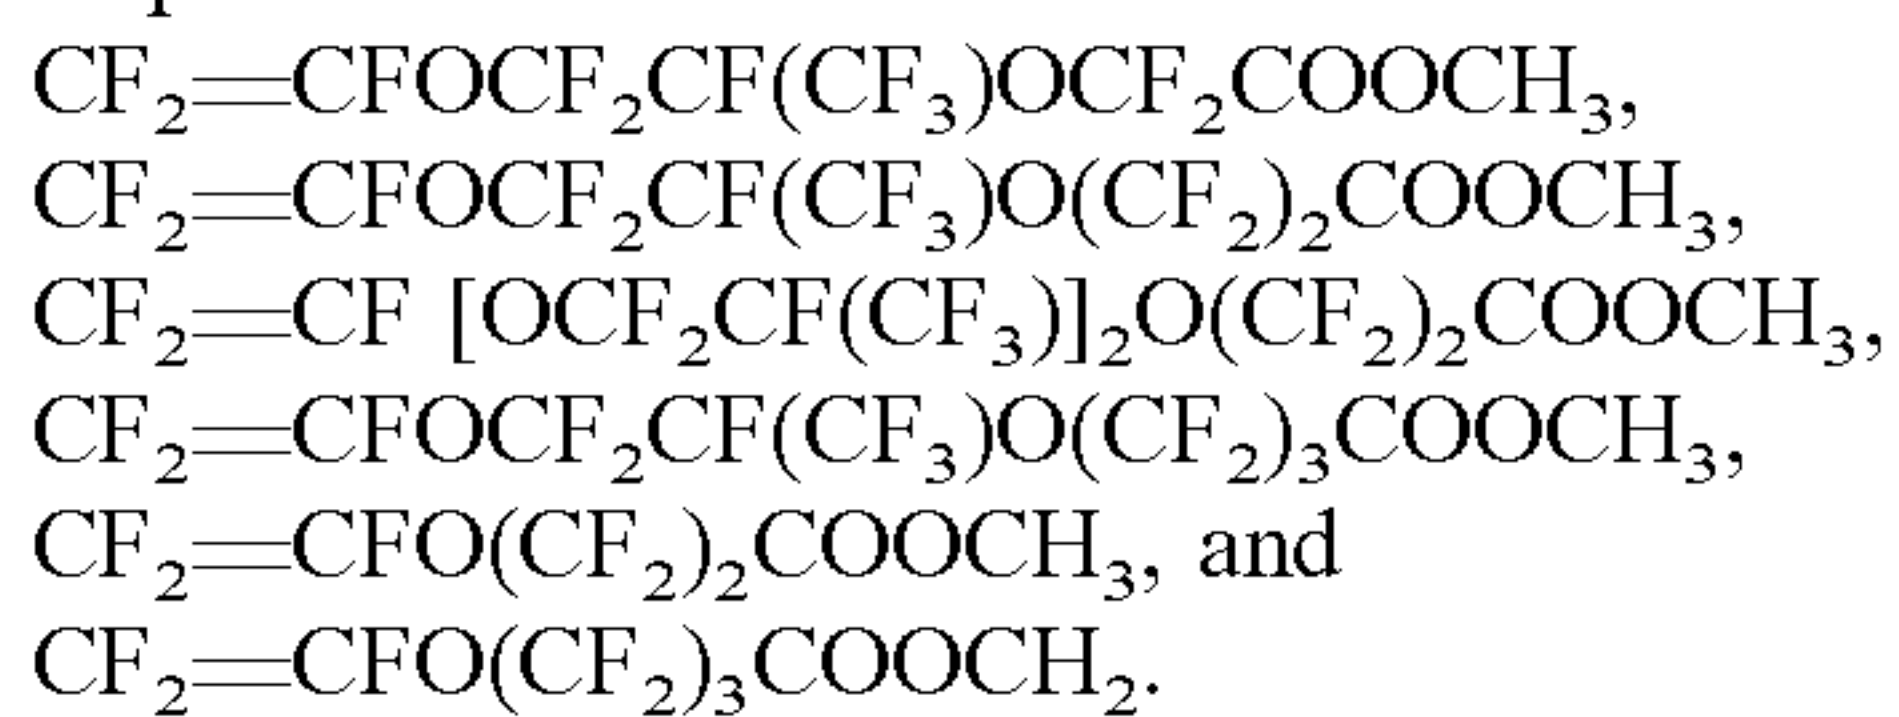 CF₂=CFOCF₂CF(CF₃)OCF₂COOCH₃,
CF₂=CFOCF₂CF(CF₃)O(CF₂)₂COOCH₃,
CF₂=CF [OCF₂CF(CF₃)]₂O(CF₂)₂COOCH₃,
CF₂=CFOCF₂CF(CF₃)O(CF₂)₃COOCH₃,
CF₂=CFO(CF₂)₂COOCH₃, and
CF₂=CFO(CF₂)₃COOCH₂.